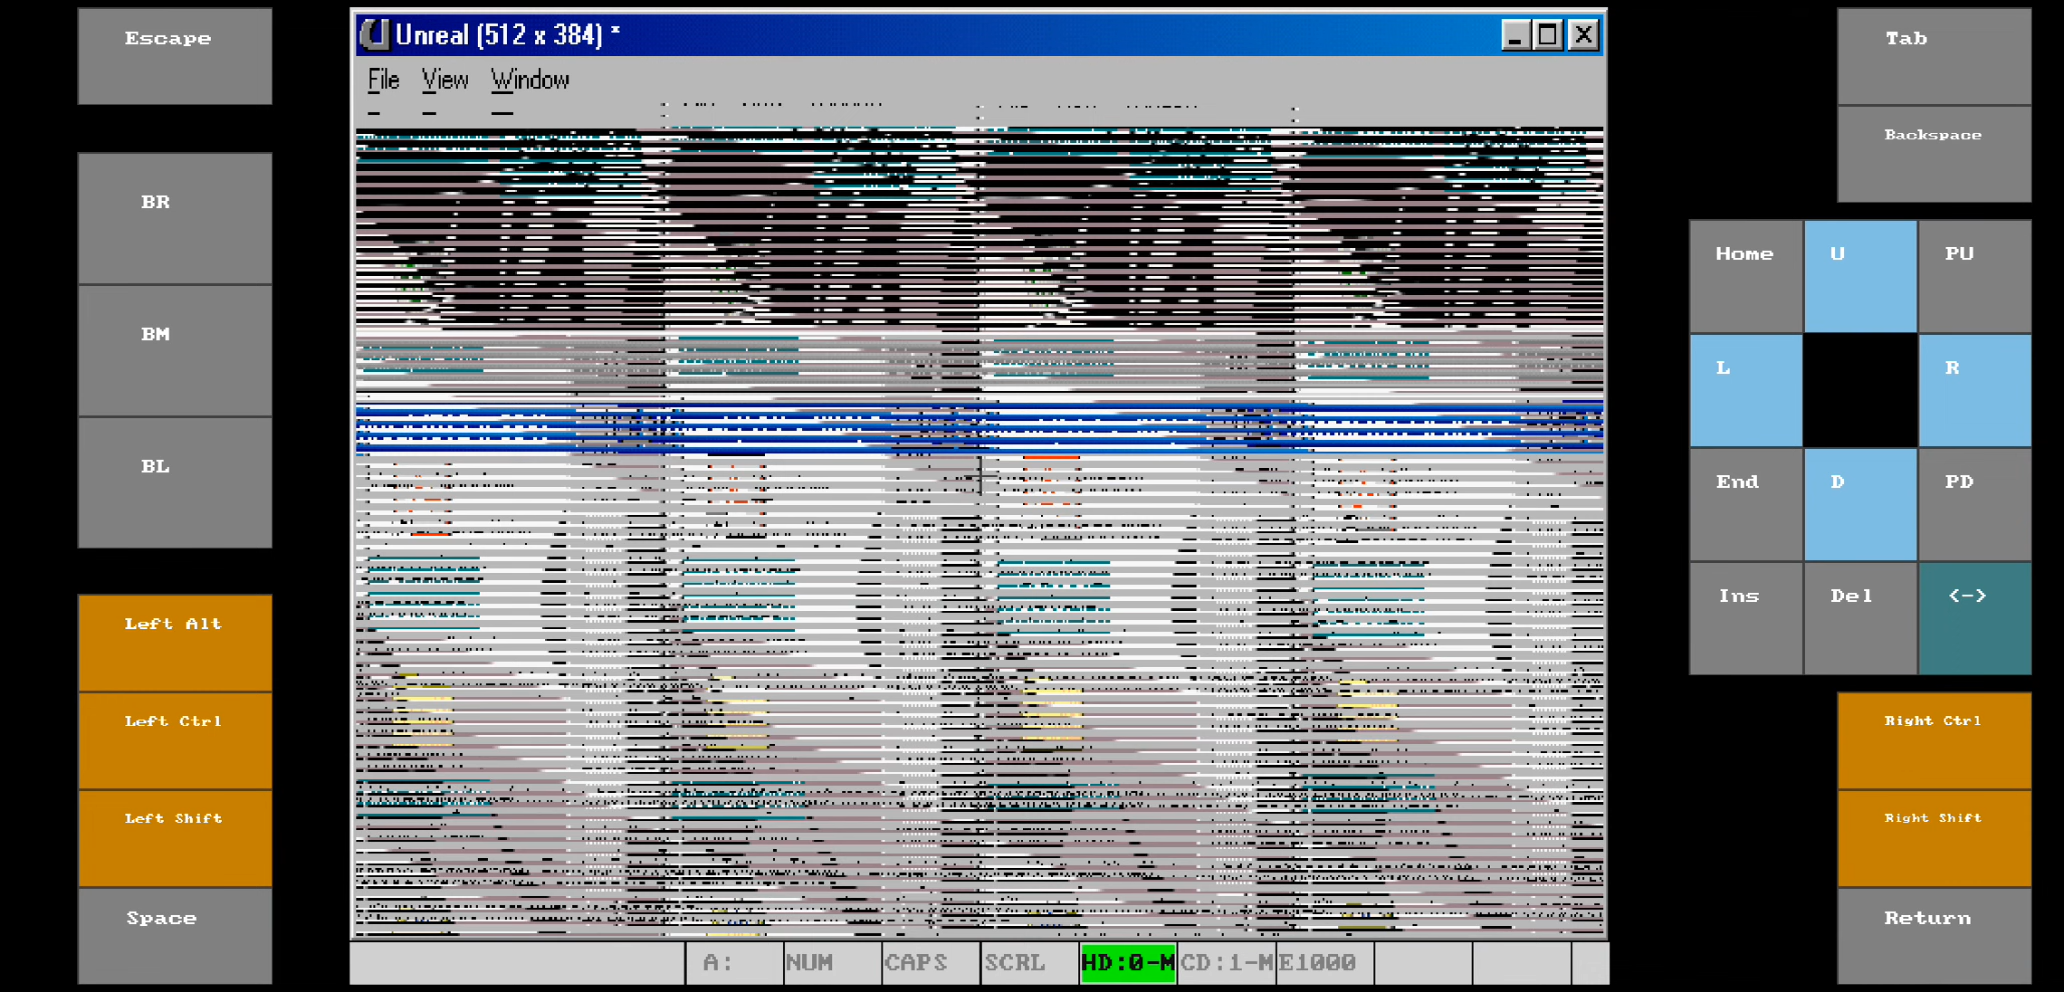 Escape
BR
BM
BL
Left Alt
Left Ctrl
Left Shift
Space
Unreal (512 x 384) *
File View Window
A: NUM CAPS SCRL HD:0-M CD:1-M E1000
Tab
Backspace
Home U PU
L R
End D PD
Ins Del <->
Right Ctrl
Right Shift
Return